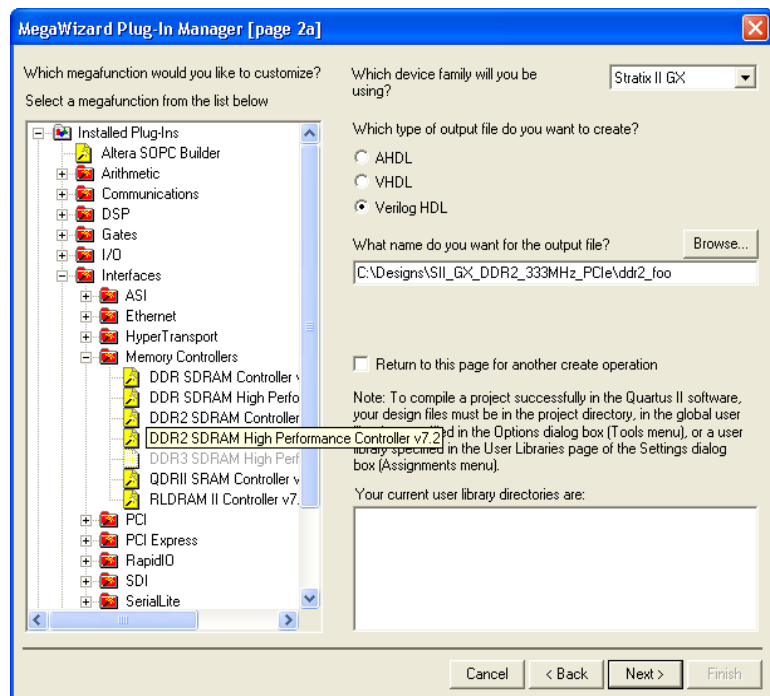 MegaWizard Plug-In Manager [page 2a]
Which megafunction would you like to customize?
Select a megafunction from the list below
Installed Plug-Ins
Altera SOPC Builder
Arithmetic
Communications
DSP
Gates
I/O
Interfaces
ASI
Ethernet
HyperTransport
Memory Controllers
DDR SDRAM Controller
DDR SDRAM High Perfo
DDR2 SDRAM Controller
DDR2 SDRAM High Performance Controller v7.2
DDR3 SDRAM High Perf
QDRII SRAM Controller v
RLDRAM II Controller v7.
PCI
PCI Express
RapidIO
SDI
SerialLite
Which device family will you be
using?
Stratix II GX
Which type of output file do you want to create?
AHDL
VHDL
Verilog HDL
What name do you want for the output file?
Browse...
C:\Designs\SII_GX_DDR2_333MHz_PCIe\ddr2_foo
Return to this page for another create operation
Note: To compile a project successfully in the Quartus II software,
your design files must be in the project directory, in the global user
in the Options dialog box (Tools menu), or a user
library specified in the User Libraries page of the Settings dialog
box (Assignments menu).
Your current user library directories are:
Cancel
< Back
Next >
Finish